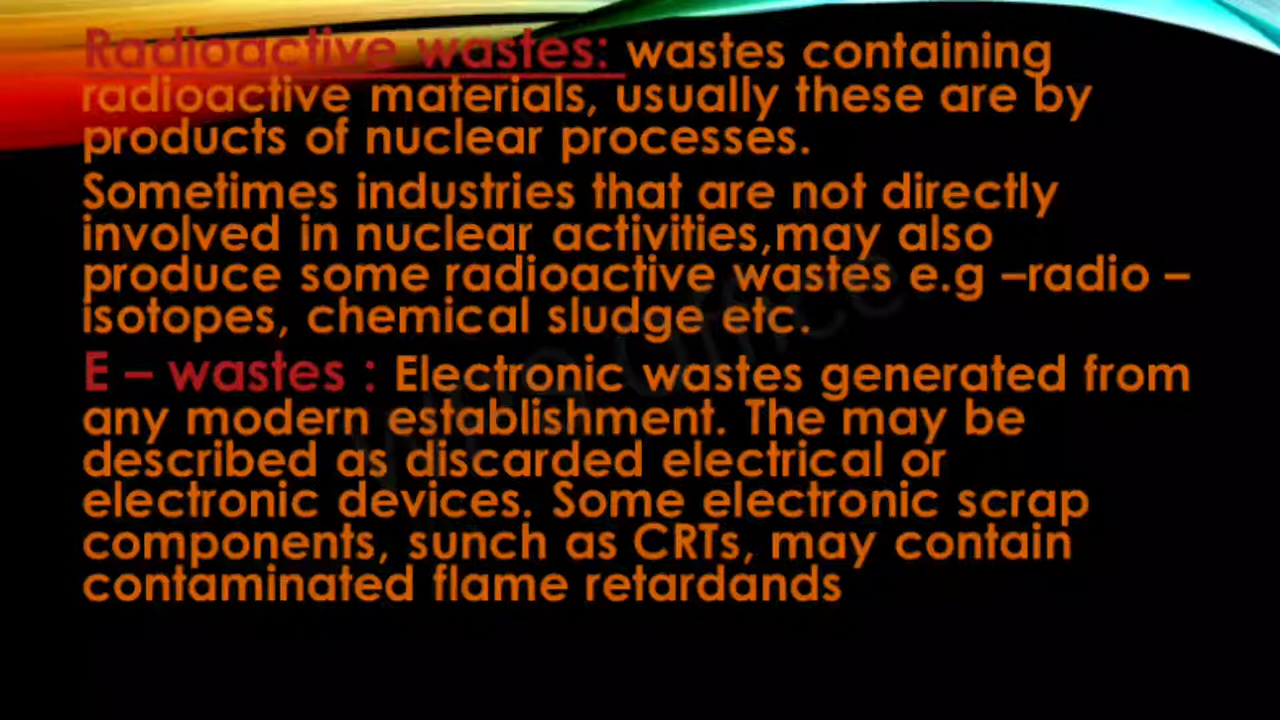 Radioactive wastes: wastes containing
radioactive materials, usually these are by
products of nuclear processes.
Sometimes industries that are not directly
involved in nuclear activities,may also
produce some radioactive wastes e.g –radio –
isotopes, chemical sludge etc.
E – wastes : Electronic wastes generated from
any modern establishment. The may be
described as discarded electrical or
electronic devices. Some electronic scrap
components, sunch as CRTs, may contain
contaminated flame retardands
WPS Office